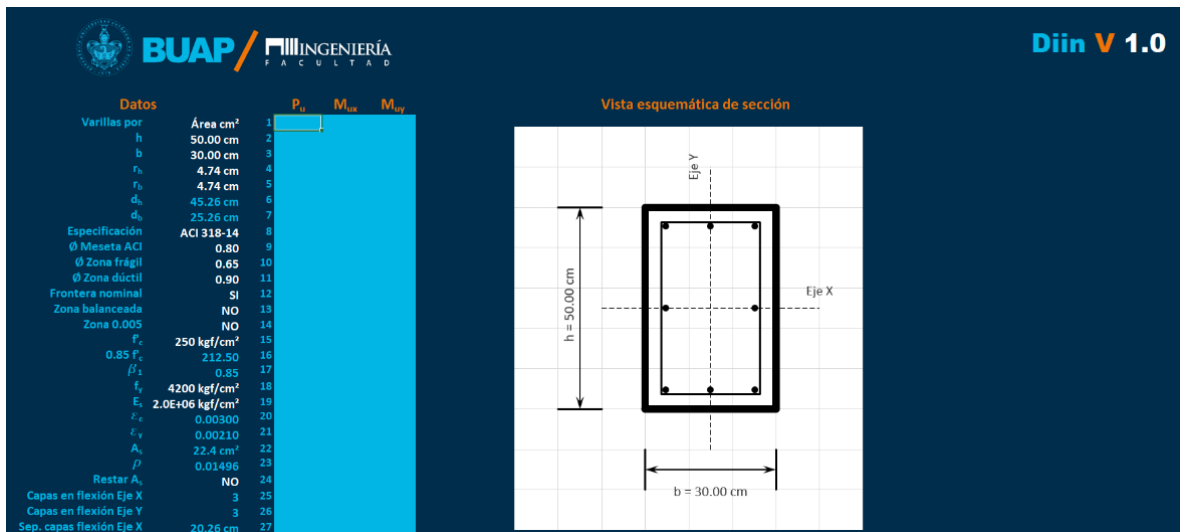 BUAP/ INGENIERÍA
FACULTAD
Diin V 1.0
Datos
Pu Mux Muy
Vista esquemática de sección
Varillas por Área cm² 1
h 50.00 cm 2
b 30.00 cm 3
rh 4.74 cm 4
rb 4.74 cm 5
dh 45.26 cm 6
db 25.26 cm 7
Especificación ACI 318-14 8
Ø Meseta ACI 0.80 9
Ø Zona frágil 0.65 10
Ø Zona dúctil 0.90 11
Frontera nominal SI 12
Zona balanceada NO 13
Zona 0.005 NO 14
f'c 250 kgf/cm² 15
0.85 f'c 212.50 16
β1 0.85 17
fy 4200 kgf/cm² 18
Es 2.0E+06 kgf/cm² 19
εc 0.00300 20
εY 0.00210 21
As 22.4 cm² 22
ρ 0.01496 23
Restar As NO 24
Capas en flexión Eje X 3 25
Capas en flexión Eje Y 3 26
Sep. capas flexión Eje X 20.26 cm 27
Eje Y
Eje X
h = 50.00 cm
b = 30.00 cm